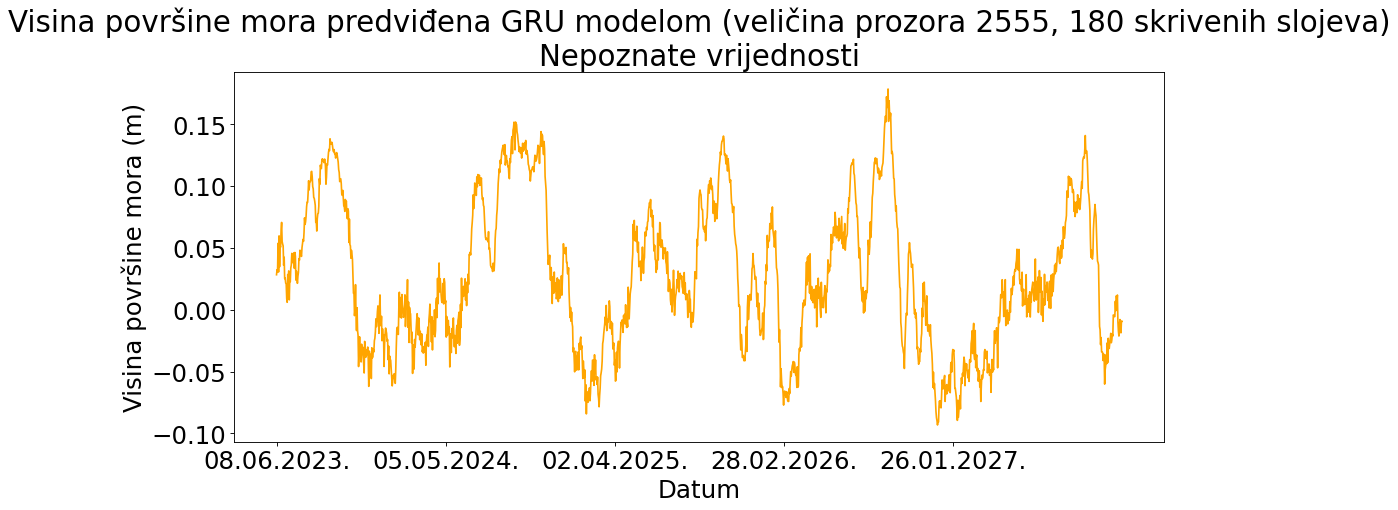 Visina površine mora predviđena GRU modelom (veličina prozora 2555, 180 skrivenih slojeva)
Nepoznate vrijednosti
Visina površine mora (m)
0.15
0.10
0.05
0.00
−0.05
−0.10
08.06.2023. 05.05.2024. 02.04.2025. 28.02.2026. 26.01.2027.
Datum